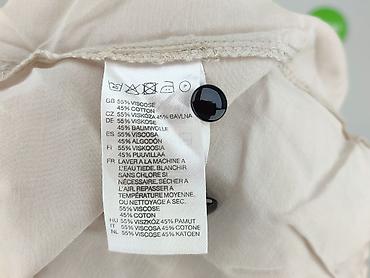 GB 55% VISCOSE
45% COTTON
CZ 55% VISKÓZA 45% BAVLNA
DE 55% VISKOSE
45% BAUMWOLLE
ES 55% VISCOSA
45% ALGODÓN
FI 55% VISKOOSIA
45% PUUVILLAA
FR LAVER A LA MACHINE A
L'EAU TIEDE. BLANCHIR
SANS CHLORE SI
NÉCESSAIRE. SÉCHER A
L'AIR. REPASSER A
TEMPÉRATURE MOYENNE.
OU NETTOYAGE A SEC.
55% VISCOSE
45% COTON
HU 55% VISZKÓZ 45% PAMUT
IT 55% VISCOSA 45% COTONE
NL 55% VISCOSE 45% KATOEN